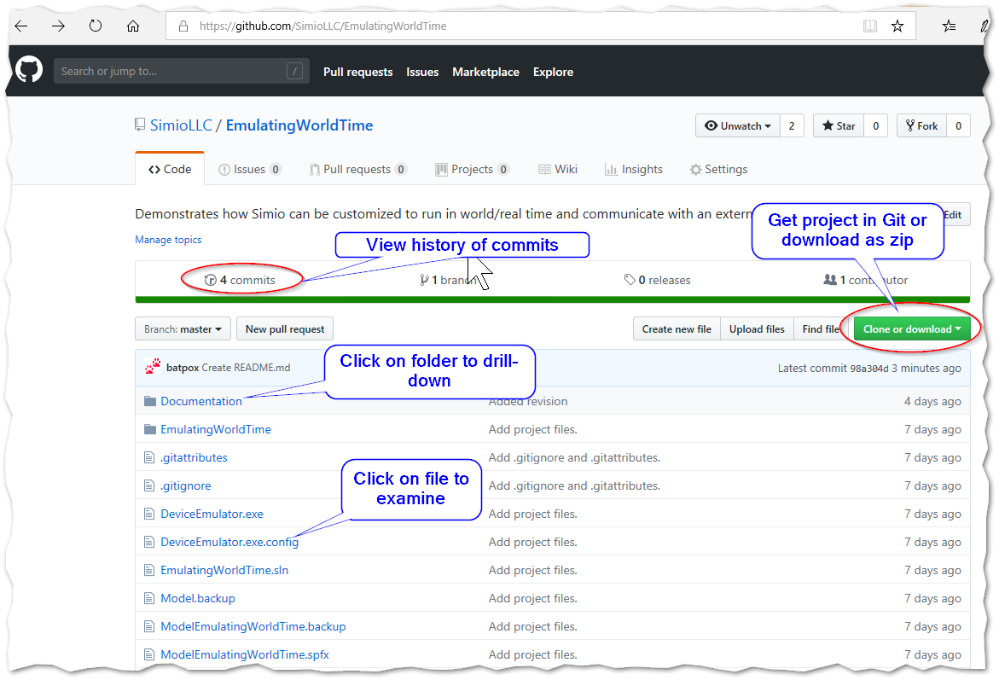 https://github.com/SimioLLC/EmulatingWorldTime
Search or jump to... / Pull requests Issues Marketplace Explore
SimioLLC / EmulatingWorldTime Unwatch 2 Star 0 Fork 0
Code Issues 0 Pull requests 0 Projects 0 Wiki Insights Settings
Demonstrates how Simio can be customized to run in world/real time and communicate with an extern
Edit
Get project in Git or
download as zip
Manage topics
View history of commits
4 commits 1 branch 0 releases 1 contributor
Branch: master New pull request Create new file Upload files Find file Clone or download
batpox Create README.md Latest commit 98a304d 3 minutes ago
Click on folder to drill-
down
Documentation Added revision 4 days ago
EmulatingWorldTime Add project files. 7 days ago
.gitattributes Add .gitignore and .gitattributes. 7 days ago
Click on file to
examine
.gitignore Add .gitignore and .gitattributes. 7 days ago
DeviceEmulator.exe Add project files. 7 days ago
DeviceEmulator.exe.config Add project files. 7 days ago
EmulatingWorldTime.sln Add project files. 7 days ago
Model.backup Add project files. 7 days ago
ModelEmulatingWorldTime.backup Add project files. 7 days ago
ModelEmulatingWorldTime.spfx Add project files. 7 days ago